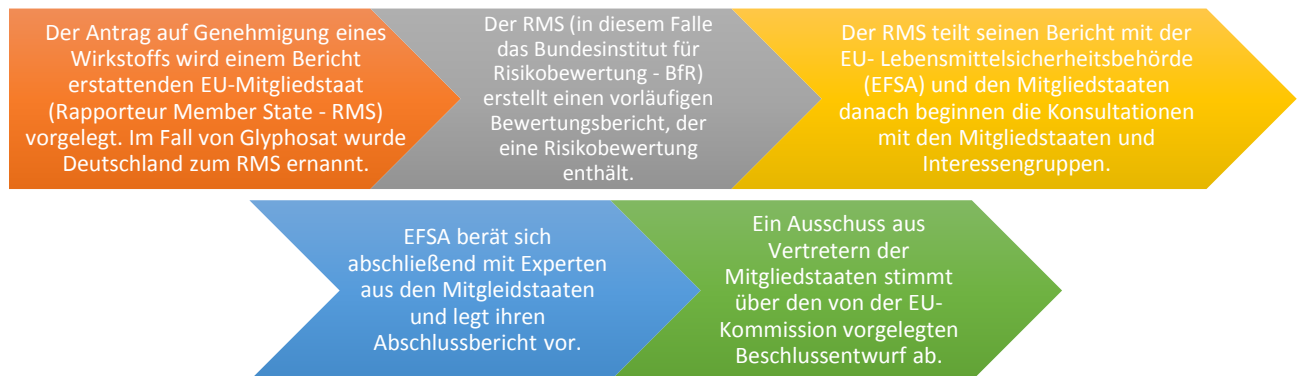 Der Antrag auf Genehmigung eines
Wirkstoffs wird einem Bericht
erstattenden EU-Mitgliedstaat
(Rapporteur Member State - RMS)
vorgelegt. Im Fall von Glyphosat wurde
Deutschland zum RMS ernannt.
Der RMS (in diesem Falle
das Bundesinstitut für
Risikobewertung - BfR)
erstellt einen vorläufigen
Bewertungsbericht, der
eine Risikobewertung
enthält.
Der RMS teilt seinen Bericht mit der
EU- Lebensmittelsicherheitsbehörde
(EFSA) und den Mitgliedstaaten
danach beginnen die Konsultationen
mit den Mitgliedstaaten und
Interessengruppen.
EFSA berät sich
abschließend mit Experten
aus den Mitgleidstaaten
und legt ihren
Abschlussbericht vor.
Ein Ausschuss aus
Vertretern der
Mitgliedstaaten stimmt
über den von der EU-
Kommission vorgelegten
Beschlussentwurf ab.